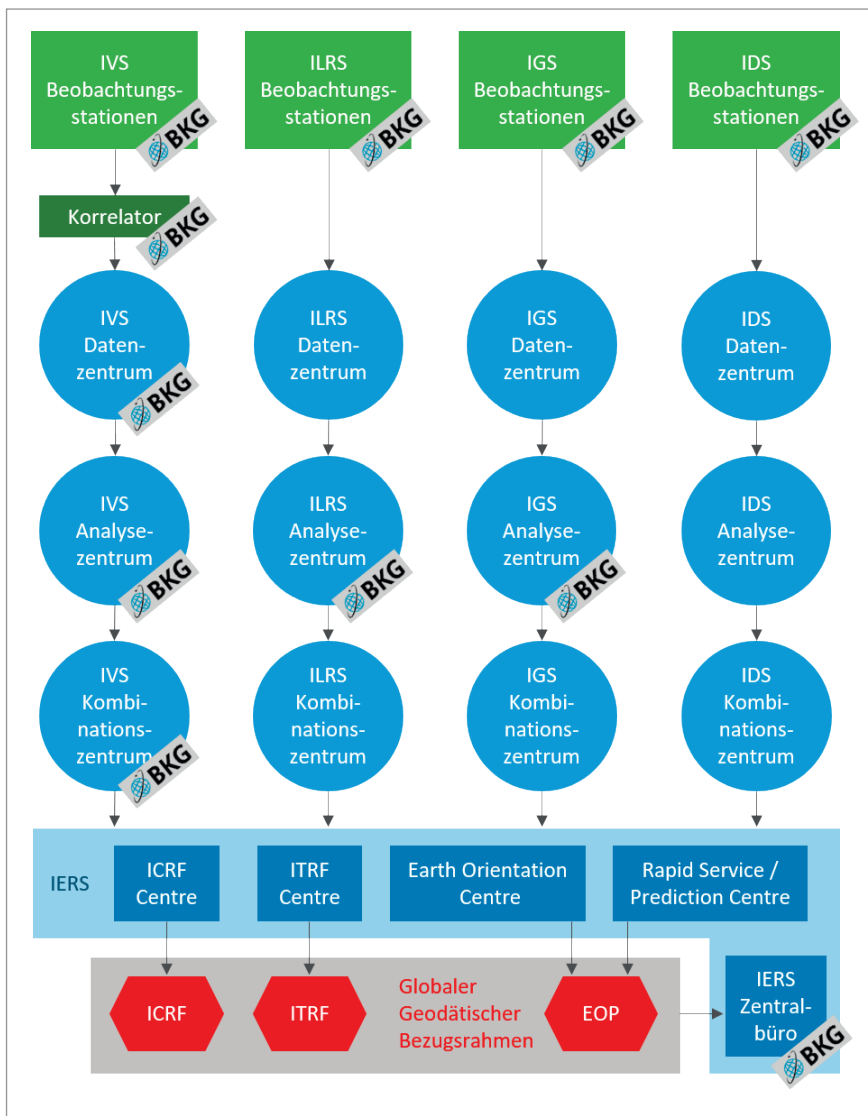 IVS
Beobachtungs-
stationen
BKG
ILRS
Beobachtungs-
stationen
BKG
IGS
Beobachtungs-
stationen
BKG
IDS
Beobachtungs-
stationen
BKG
Korrelator
BKG
IVS
Daten-
zentrum
BKG
ILRS
Daten-
zentrum
IGS
Daten-
zentrum
IDS
Daten-
zentrum
IVS
Analyse-
zentrum
BKG
ILRS
Analyse-
zentrum
BKG
IGS
Analyse-
zentrum
BKG
IDS
Analyse-
zentrum
IVS
Kombi-
nations-
zentrum
BKG
ILRS
Kombi-
nations-
zentrum
IGS
Kombi-
nations-
zentrum
IDS
Kombi-
nations-
zentrum
IERS
ICRF
Centre
ITRF
Centre
Earth Orientation
Centre
Rapid Service /
Prediction Centre
ICRF
ITRF
Globaler
Geodätischer
Bezugsrahmen
EOP
IERS
Zentral-
büro
BKG